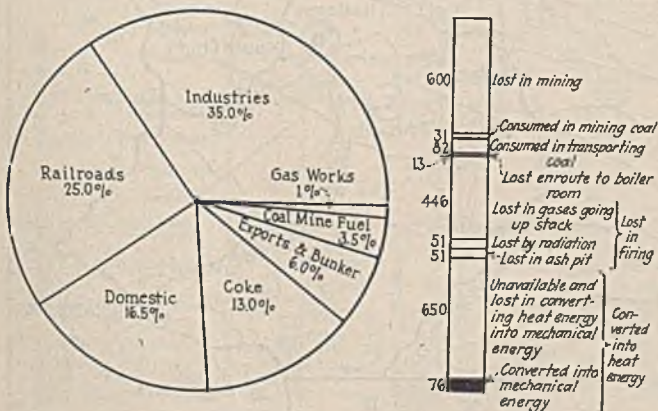 Industries
35.0%
Railroads
25.0%
Gas Works
1%
Coal Mine Fuel
3.5%
Exports & Bunker
6.0%
Coke
13.0%
Domestic
16.5%
600
Lost in mining
31
Consumed in mining coal
82
Consumed in transporting
coal
13
Lost enroute to boiler
room
446
Lost in gases going
up stack
51
Lost by radiation
51
Lost in ash pit
Lost
in
firing
650
Unavailable and
lost in convert-
ing heat energy
into mechanical
energy
76
Converted into
mechanical
energy
Con-
verted
into
heat
energy